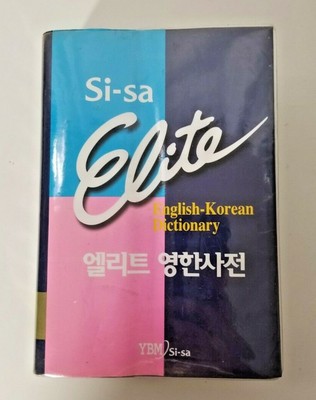 Si-sa
Elite
English-Korean
Dictionary
엘리트 영한사전
YBM Si-sa